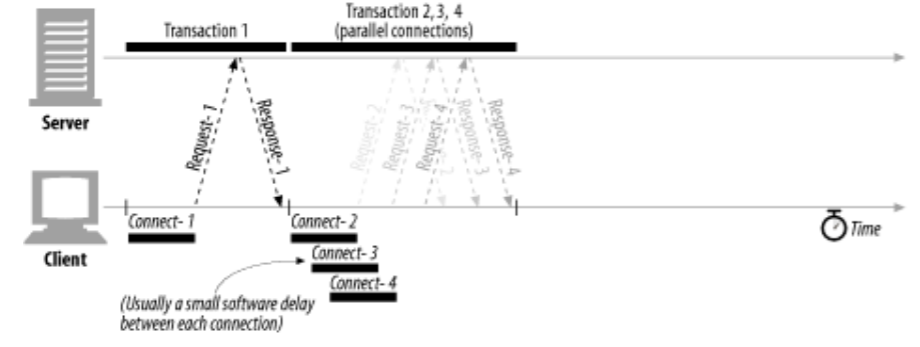 Transaction 1
Transaction 2, 3, 4
(parallel connections)
Server
Request- 1
Response- 1
Request- 2
Request- 3
Request- 4
2
Response- 3
Response- 4
Connect- 1
Connect- 2
Connect- 3
Connect- 4
Time
Client
(Usually a small software delay
between each connection)